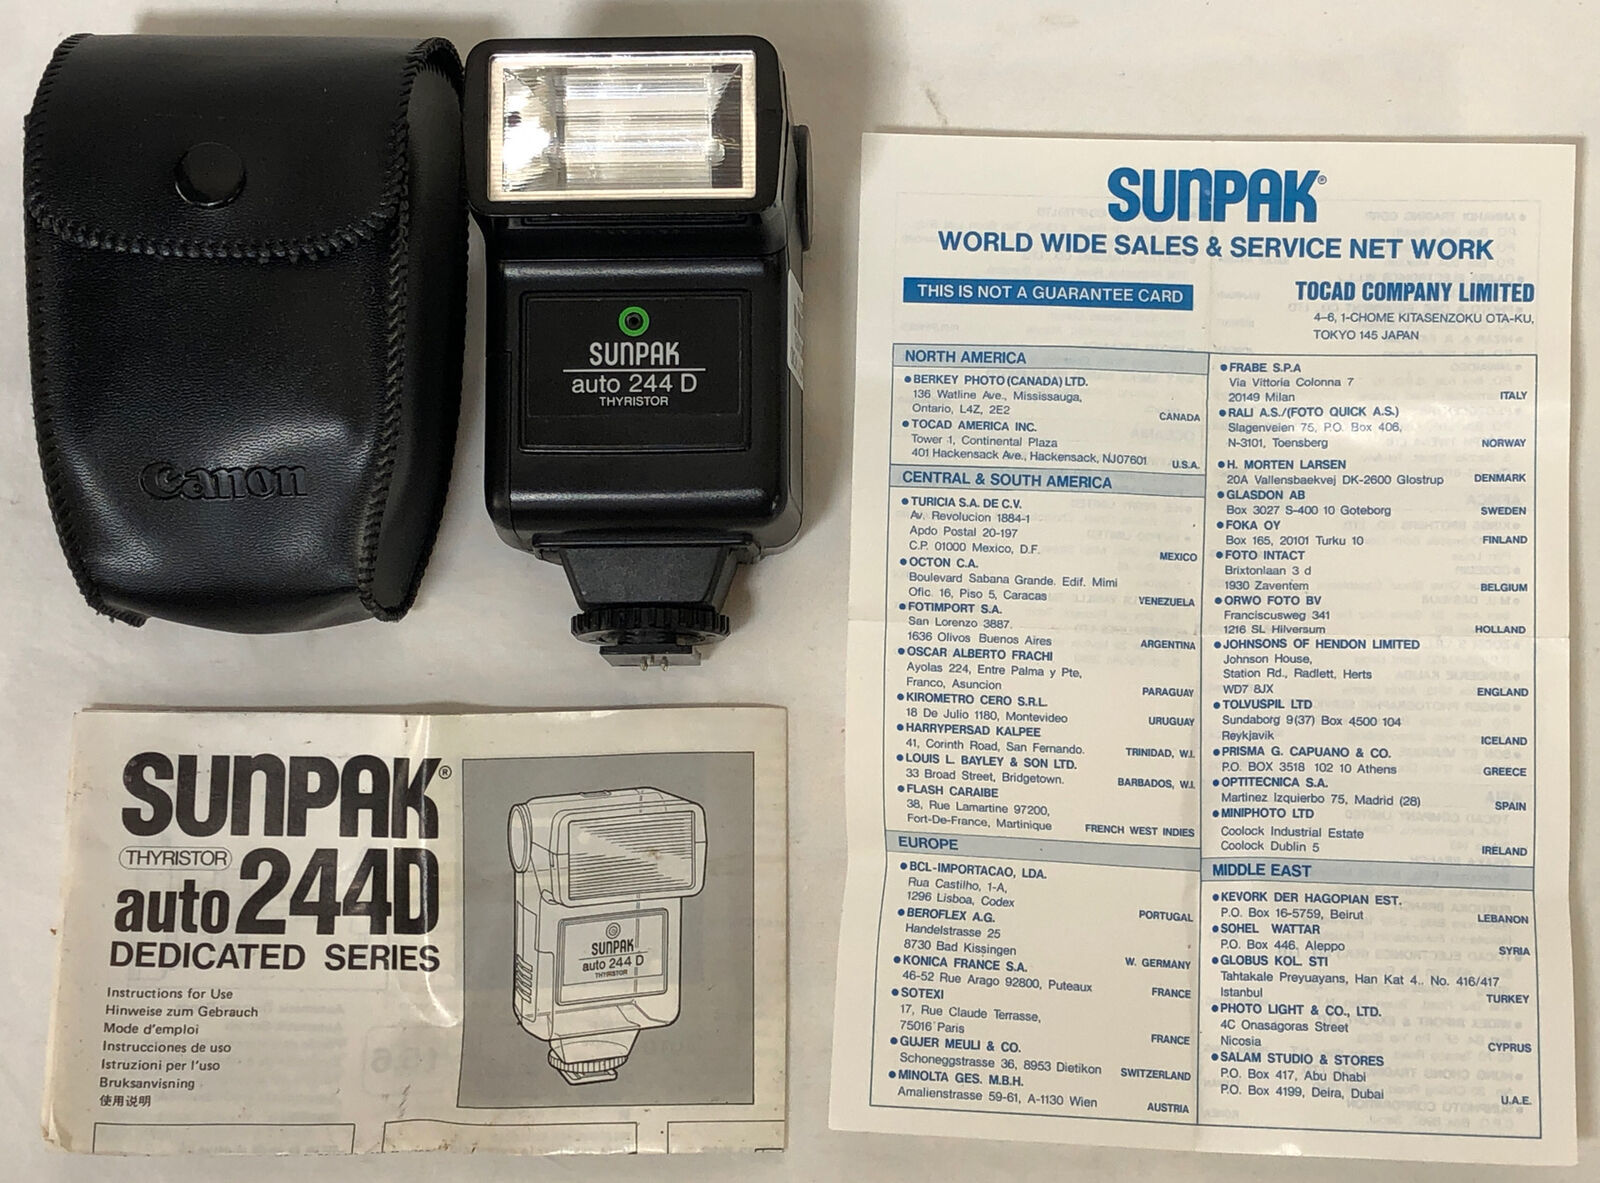 Canon
SUNPAK
auto 244 D
THYRISTOR
SUNPAK®
THYRISTOR
auto 244D
DEDICATED SERIES
Instructions for Use
Hinweise zum Gebrauch
Mode d'emploi
Instrucciones de uso
Istruzioni per l'uso
Bruksanvisning
使用说明
SUNPAK
auto 244 D
THYRISTOR
SUNPAK®
WORLD WIDE SALES & SERVICE NET WORK
THIS IS NOT A GUARANTEE CARD
TOCAD COMPANY LIMITED
4-6, 1-CHOME KITASENZOKU OTA-KU,
TOKYO 145 JAPAN
NORTH AMERICA
● BERKEY PHOTO (CANADA) LTD.
136 Watline Ave., Mississauga,
Ontario, L4Z, 2E2
CANADA
● TOCAD AMERICA INC.
Tower 1, Continental Plaza
401 Hackensack Ave., Hackensack, NJ07601
U.S.A.
CENTRAL & SOUTH AMERICA
● TURICIA S.A. DE C.V.
Av. Revolucion 1884-1
Apdo Postal 20-197
C.P. 01000 Mexico, D.F.
MEXICO
● OCTON C.A.
Boulevard Sabana Grande. Edif. Mimi
Ofic. 16, Piso 5, Caracas
VENEZUELA
● FOTIMPORT S.A.
San Lorenzo 3887.
1636 Olivos Buenos Aires
ARGENTINA
● OSCAR ALBERTO FRACHI
Ayolas 224, Entre Palma y Pte,
Franco, Asuncion
PARAGUAY
● KIROMETRO CERO S.R.L.
18 De Julio 1180, Montevideo
URUGUAY
● HARRYPERSAD KALPEE
41, Corinth Road, San Fernando.
TRINIDAD, W.I.
● LOUIS L. BAYLEY & SON LTD.
33 Broad Street, Bridgetown.
BARBADOS, W.I.
● FLASH CARAIBE
38, Rue Lamartine 97200,
Fort-De-France, Martinique
FRENCH WEST INDIES
EUROPE
● BCL-IMPORTACAO, LDA.
Rua Castilho, 1-A,
1296 Lisboa, Codex
PORTUGAL
● BEROFLEX A.G.
Handelstrasse 25
8730 Bad Kissingen
W. GERMANY
● KONICA FRANCE S.A.
46-52 Rue Arago 92800, Puteaux
FRANCE
● SOTEXI
17, Rue Claude Terrasse,
75016 Paris
FRANCE
● GUJER MEULI & CO.
Schoneggstrasse 36, 8953 Dietikon
SWITZERLAND
● MINOLTA GES. M.B.H.
Amalienstrasse 59-61, A-1130 Wien
AUSTRIA
● FRABE S.P.A
Via Vittoria Colonna 7
20149 Milan
ITALY
● RALI A.S./(FOTO QUICK A.S.)
Slagenveien 75, P.O. Box 406,
N-3101, Toensberg
NORWAY
● H. MORTEN LARSEN
20A Vallensbaekvej DK-2600 Glostrup
DENMARK
● GLASDON AB
Box 3027 S-400 10 Goteborg
SWEDEN
● FOKA OY
Box 165, 20101 Turku 10
FINLAND
● FOTO INTACT
Brixtonlaan 3 d
1930 Zaventem
BELGIUM
● ORWO FOTO BV
Franciscusweg 341
1216 SL Hilversum
HOLLAND
● JOHNSONS OF HENDON LIMITED
Johnson House,
Station Rd., Radlett, Herts
WD7 8JX
ENGLAND
● TOLVUSPIL LTD
Sundaborg 9(37) Box 4500 104
Reykjavik
ICELAND
● PRISMA G. CAPUANO & CO.
P.O. BOX 3518 102 10 Athens
GREECE
● OPTITECNICA S.A.
Martinez Izquierbo 75, Madrid (28)
SPAIN
● MINIPHOTO LTD
Coolock Industrial Estate
Coolock Dublin 5
IRELAND
MIDDLE EAST
● KEVORK DER HAGOPIAN EST.
P.O. Box 16-5759, Beirut
LEBANON
● SOHEL WATTAR
P.O. Box 446. Aleppo
SYRIA
● GLOBUS KOL. STI
Tahtakale Preyuayans, Han Kat 4.. No. 416/417
Istanbul
TURKEY
● PHOTO LIGHT & CO., LTD.
4C Onasagoras Street
Nicosia
CYPRUS
● SALAM STUDIO & STORES
P.O. Box 417, Abu Dhabi
P.O. Box 4199, Deira, Dubai
U.A.E.